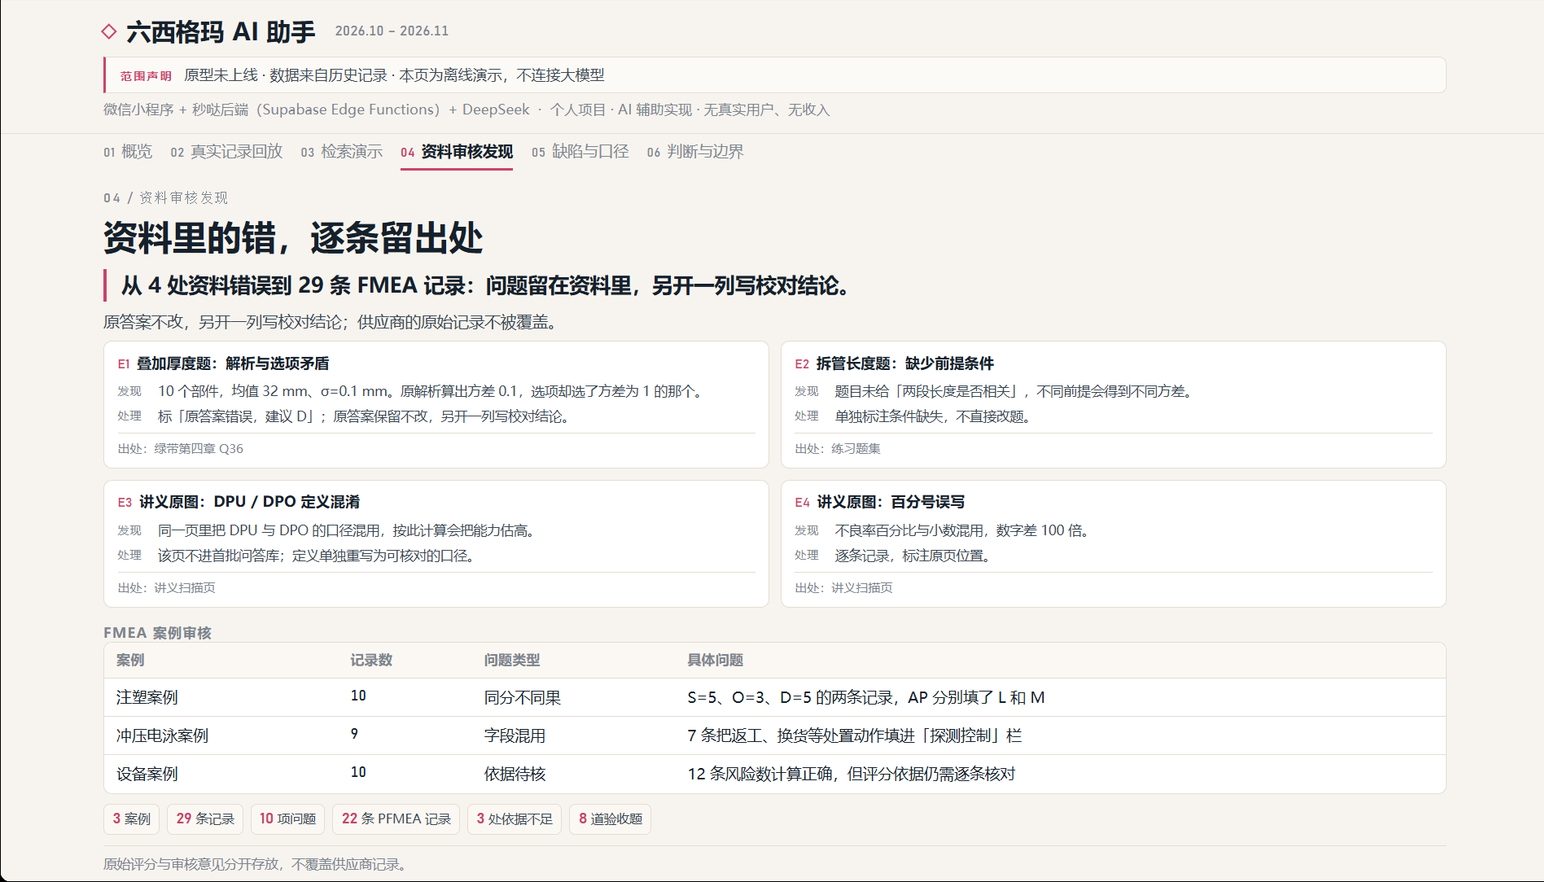 六西格玛 AI 助手 2026.10 – 2026.11
范围声明 原型未上线 · 数据来自历史记录 · 本页为离线演示，不连接大模型
微信小程序 + 秒哒后端（Supabase Edge Functions）+ DeepSeek · 个人项目 · AI 辅助实现 · 无真实用户、无收入
01 概览 02 真实记录回放 03 检索演示 04 资料审核发现 05 缺陷与口径 06 判断与边界
04 / 资料审核发现
资料里的错，逐条留出处
从 4 处资料错误到 29 条 FMEA 记录：问题留在资料里，另开一列写校对结论。
原答案不改，另开一列写校对结论；供应商的原始记录不被覆盖。
E1 叠加厚度题：解析与选项矛盾
发现 10 个部件，均值 32 mm、σ=0.1 mm。原解析算出方差 0.1，选项却选了方差为 1 的那个。
处理 标「原答案错误，建议 D」；原答案保留不改，另开一列写校对结论。
出处：绿带第四章 Q36
E2 拆管长度题：缺少前提条件
发现 题目未给「两段长度是否相关」，不同前提会得到不同方差。
处理 单独标注条件缺失，不直接改题。
出处：练习题集
E3 讲义原图：DPU / DPO 定义混淆
发现 同一页里把 DPU 与 DPO 的口径混用，按此计算会把能力估高。
处理 该页不进首批问答库；定义单独重写为可核对的口径。
出处：讲义扫描页
E4 讲义原图：百分号误写
发现 不良率百分比与小数混用，数字差 100 倍。
处理 逐条记录，标注原页位置。
出处：讲义扫描页
FMEA 案例审核
案例 记录数 问题类型 具体问题
注塑案例 10 同分不同果 S=5、O=3、D=5 的两条记录，AP 分别填了 L 和 M
冲压电泳案例 9 字段混用 7 条把返工、换货等处置动作填进「探测控制」栏
设备案例 10 依据待核 12 条风险数计算正确，但评分依据仍需逐条核对
3 案例 29 条记录 10 项问题 22 条 PFMEA 记录 3 处依据不足 8 道验收题
原始评分与审核意见分开存放，不覆盖供应商记录。